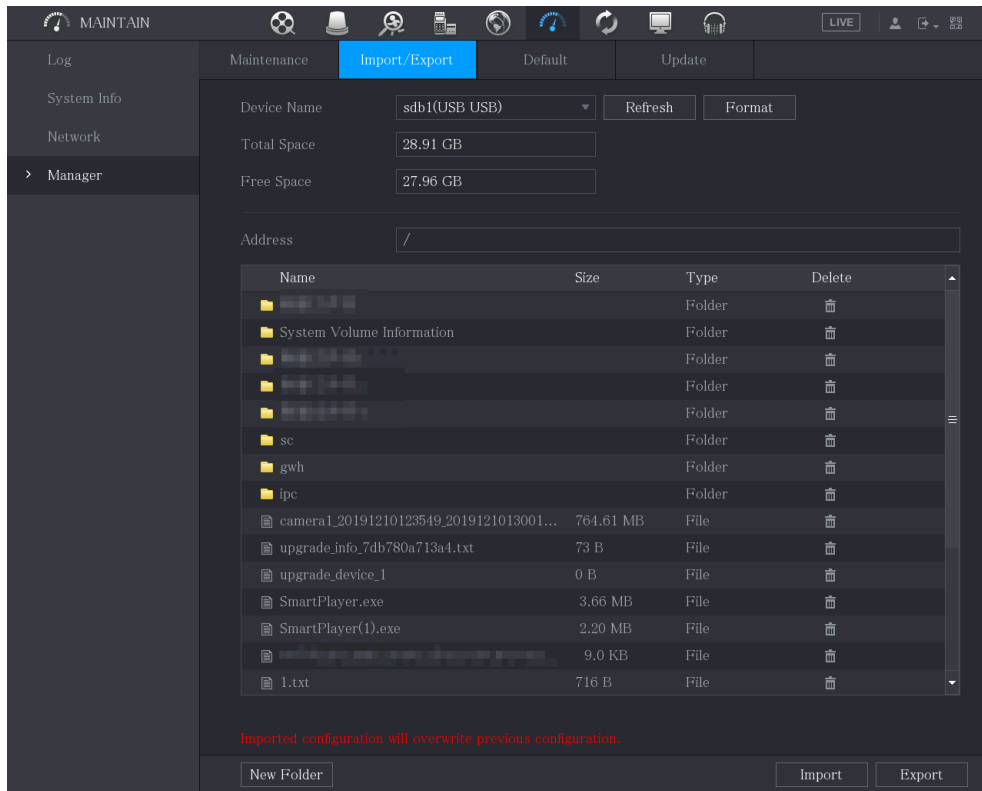 MAINTAIN LIVE
Log
System Info
Network
Manager
Maintenance Import/Export Default Update
Device Name sdb1(USB USB) Refresh Format
Total Space 28.91 GB
Free Space 27.96 GB
Address /
Name Size Type Delete
Folder
System Volume Information Folder
Folder
Folder
Folder
sc Folder
gwh Folder
ipc Folder
camera1_20191210123549_2019121013001... 764.61 MB File
upgrade_info_7db780a713a4.txt 73 B File
upgrade_device_1 0 B File
SmartPlayer.exe 3.66 MB File
SmartPlayer(1).exe 2.20 MB File
9.0 KB File
1.txt 716 B File
Imported configuration will overwrite previous configuration.
New Folder Import Export